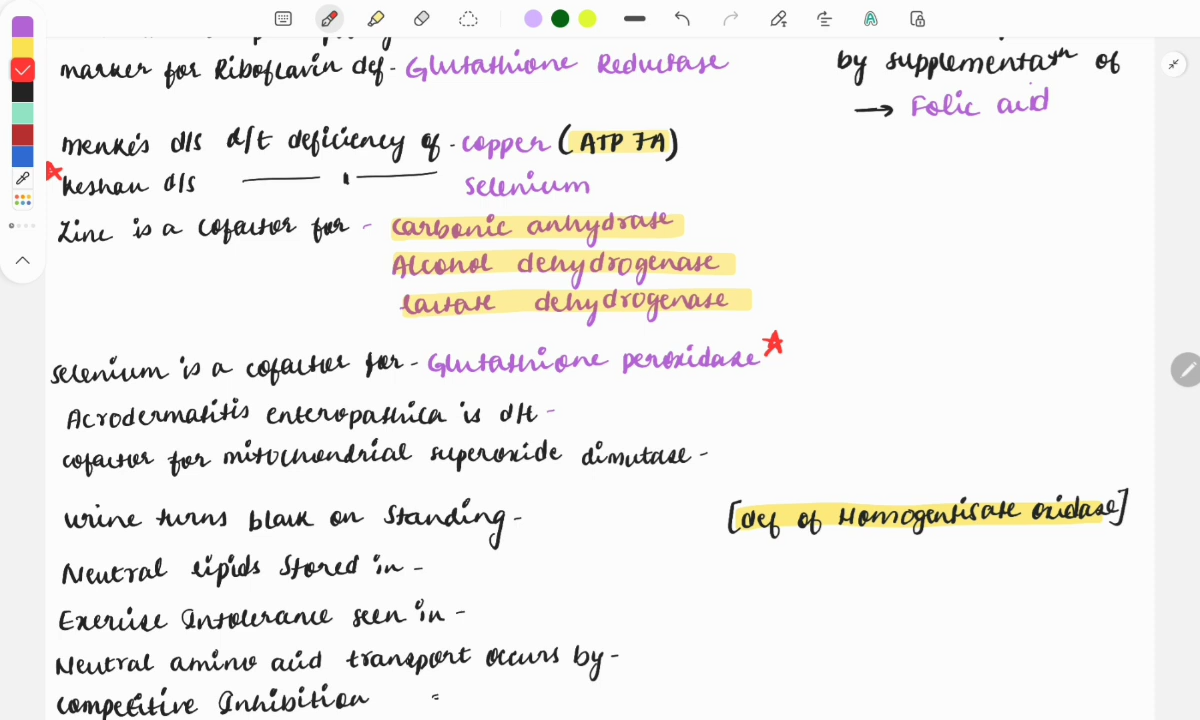 marker for Riboflavin def - Glutathione Reductase
by supplementatn of
→ Folic acid
Menke's d/s d/t deficiency of - copper (ATP 7A)
Keshan d/s ——— " ——— Selenium
Zinc is a cofactor for - carbonic anhydrase
Alcohol dehydrogenase
lactate dehydrogenase
Selenium is a cofactor for - Glutathione peroxidase
Acrodermatitis enteropathica is d/t -
cofactor for mitochondrial superoxide dimutase -
urine turns black on standing - [def of Homogentisate oxidase]
Neutral lipids stored in -
Exercise Intolerance seen in -
Neutral amino acid transport occurs by -
competitive Inhibition =